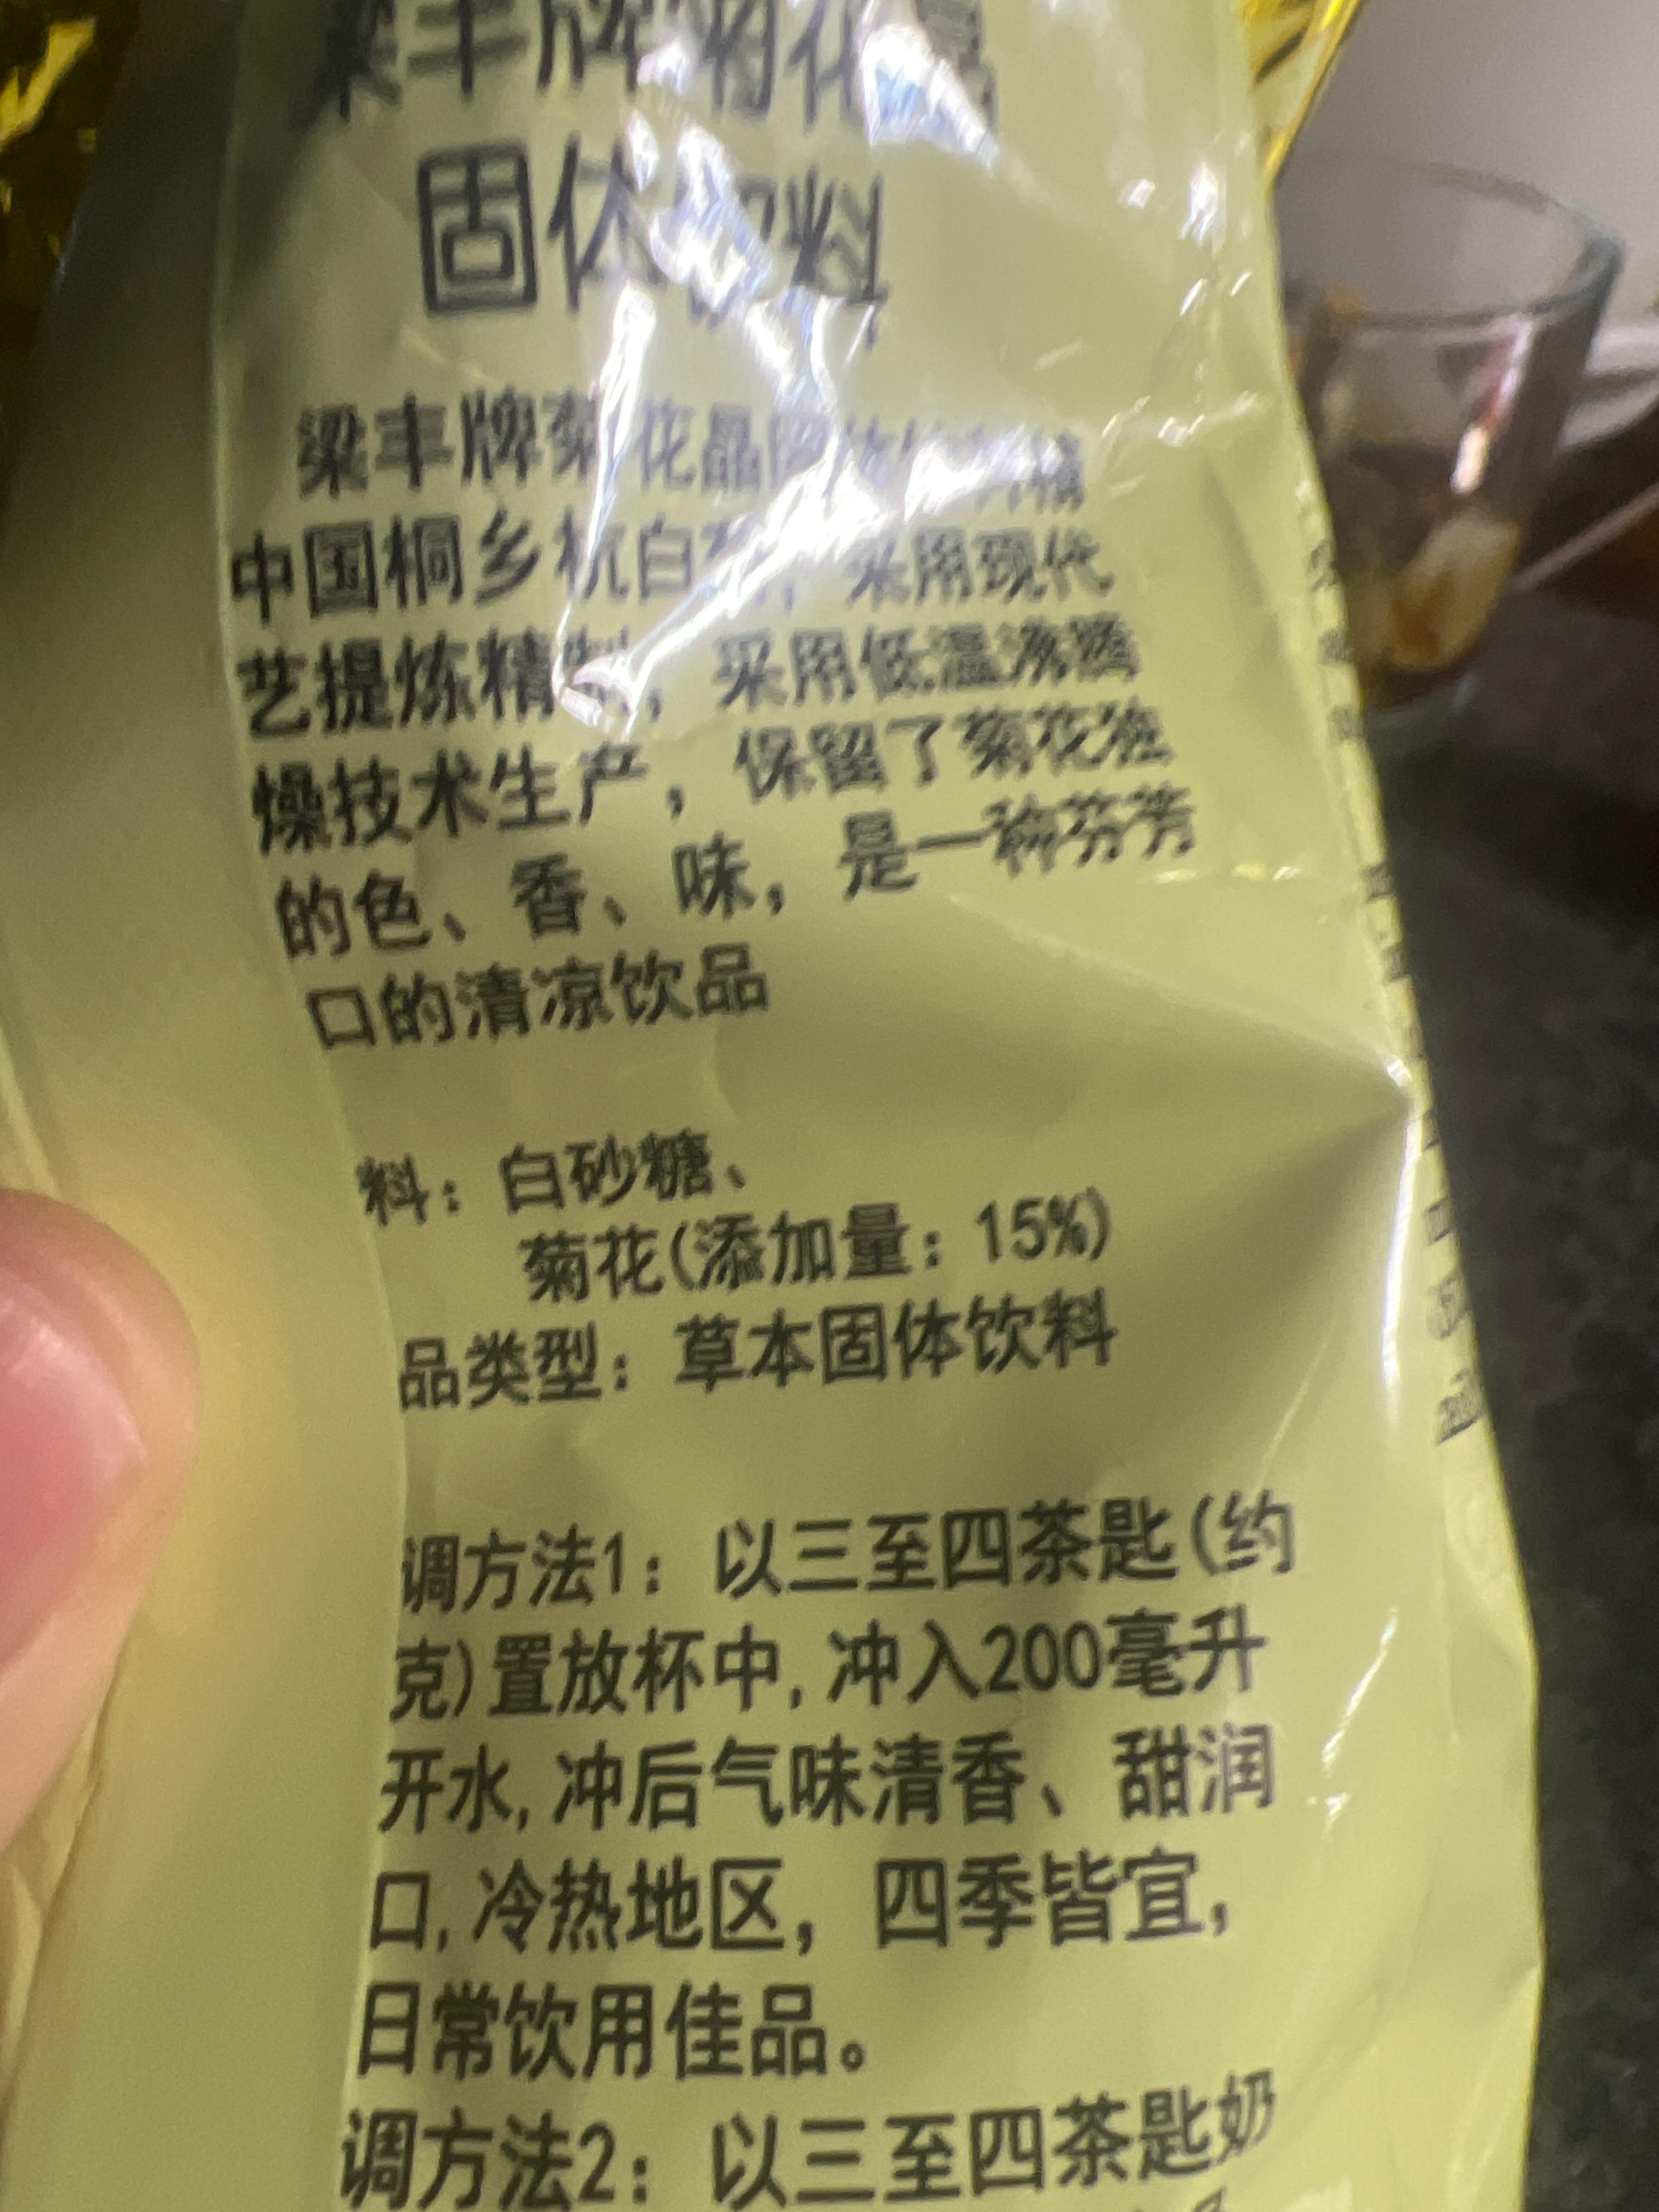 梁丰牌菊花晶
固体饮料
梁丰牌菊花晶固体饮料精
中国桐乡杭白菊,采用现代
艺提炼精制,采用低温沸腾
燥技术生产,保留了菊花独
的色、香、味,是一种芬芳
口的清凉饮品
料:白砂糖、
菊花(添加量:15%)
品类型:草本固体饮料
调方法1:以三至四茶匙(约
克)置放杯中,冲入200毫升
开水,冲后气味清香、甜润
口,冷热地区,四季皆宜,
日常饮用佳品。
调方法2:以三至四茶匙奶